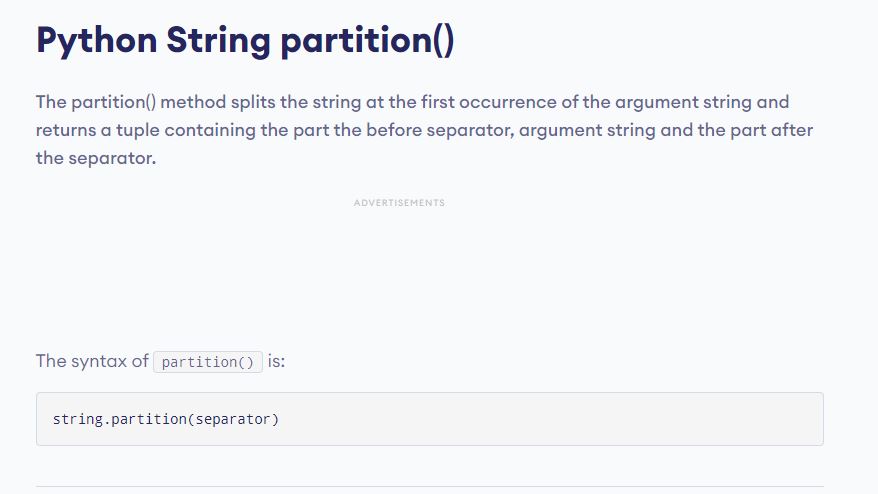 Python String partition()
The partition() method splits the string at the first occurrence of the argument string and
returns a tuple containing the part the before separator, argument string and the part after
the separator.
ADVERTISEMENTS
The syntax of partition() is:
string.partition(separator)